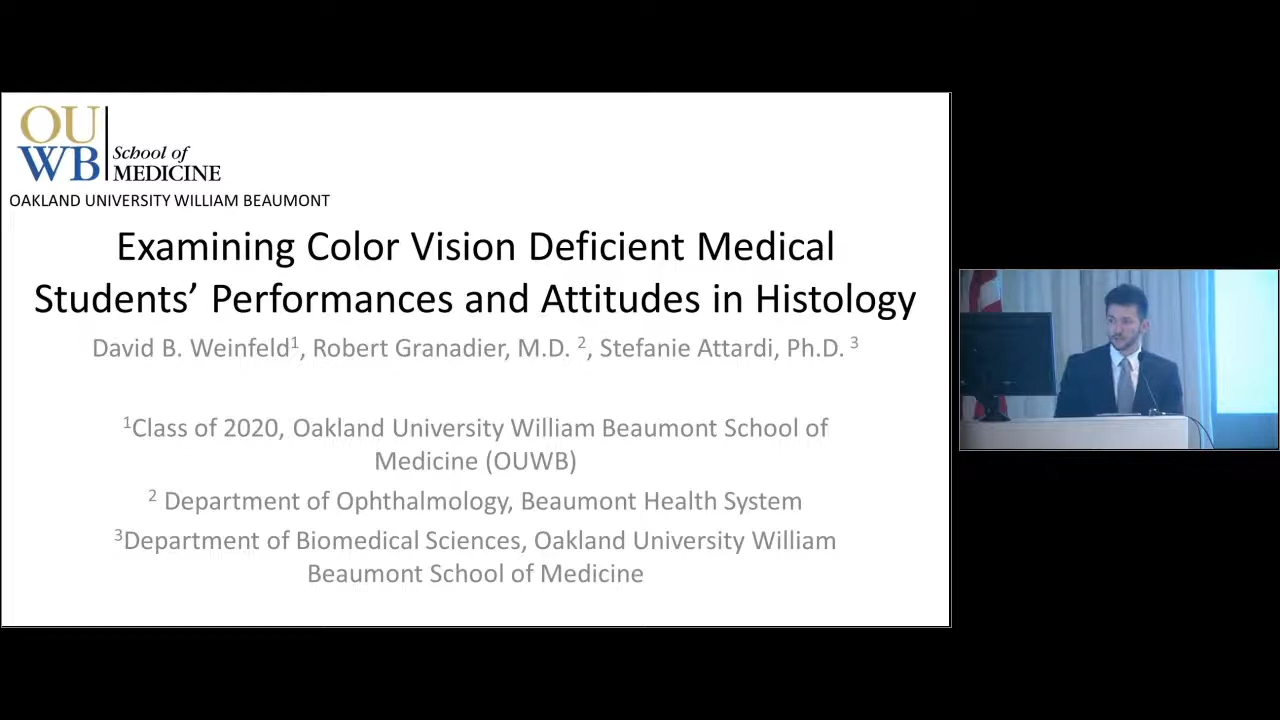 OU
WB
School of
MEDICINE
OAKLAND UNIVERSITY WILLIAM BEAUMONT
Examining Color Vision Deficient Medical
Students’ Performances and Attitudes in Histology
David B. Weinfeld¹, Robert Granadier, M.D. ², Stefanie Attardi, Ph.D. ³
¹Class of 2020, Oakland University William Beaumont School of
Medicine (OUWB)
² Department of Ophthalmology, Beaumont Health System
³Department of Biomedical Sciences, Oakland University William
Beaumont School of Medicine